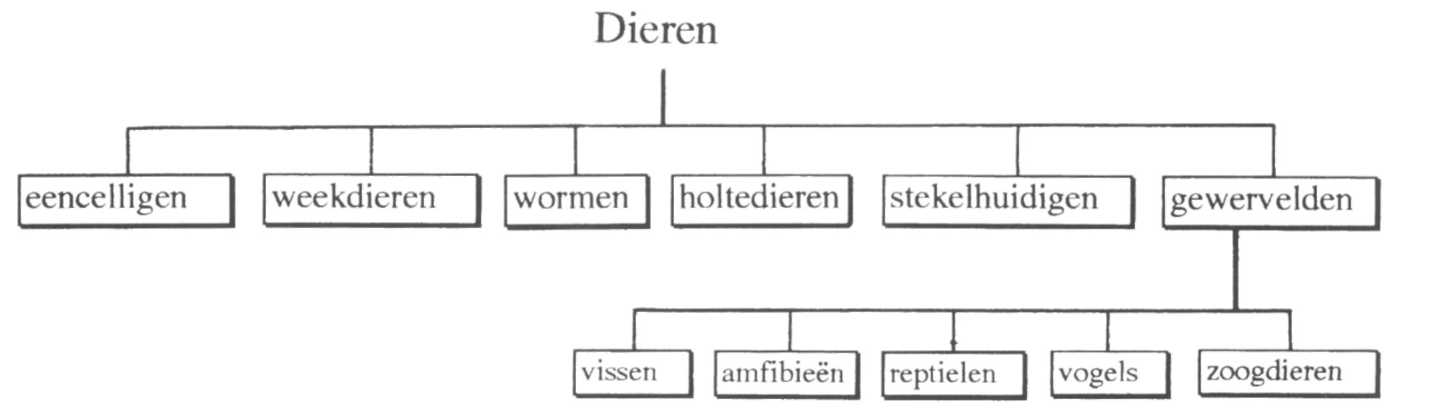 Dieren
eencelligen
weekdieren
wormen
holtedieren
stekelhuidigen
gewervelden
vissen
amfibieën
reptielen
vogels
zoogdieren